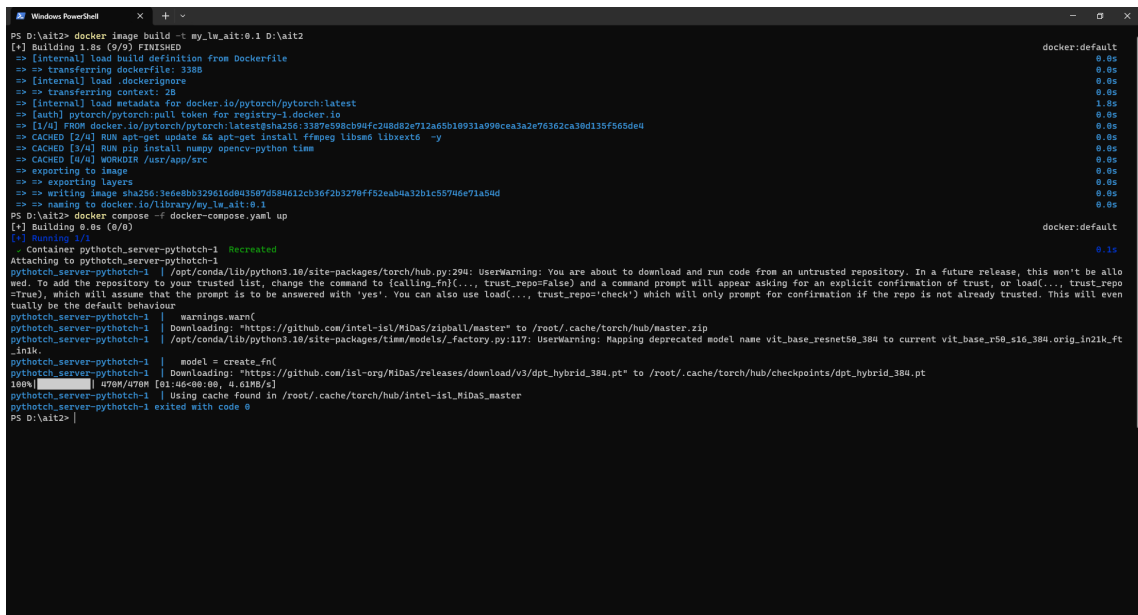 Windows PowerShell
PS D:\ait2> docker image build -t my_lw_ait:0.1 D:\ait2
[+] Building 1.8s (9/9) FINISHED docker:default
=> [internal] load build definition from Dockerfile 0.0s
=> => transferring dockerfile: 338B 0.0s
=> [internal] load .dockerignore 0.0s
=> => transferring context: 2B 0.0s
=> [internal] load metadata for docker.io/pytorch/pytorch:latest 1.8s
=> [auth] pytorch/pytorch:pull token for registry-1.docker.io 0.0s
=> [1/4] FROM docker.io/pytorch/pytorch:latest@sha256:3387e598cb94fc248d82e712a65b10931a990cea3a2e76362ca30d135f565de4 0.0s
=> CACHED [2/4] RUN apt-get update && apt-get install ffmpeg libsm6 libxext6 -y 0.0s
=> CACHED [3/4] RUN pip install numpy opencv-python timm 0.0s
=> CACHED [4/4] WORKDIR /usr/app/src 0.0s
=> exporting to image 0.0s
=> => exporting layers 0.0s
=> => writing image sha256:3e6e8bb329616d043507d584612cb36f2b3270ff52eab4a32b1c55746e71a54d 0.0s
=> => naming to docker.io/library/my_lw_ait:0.1 0.0s
PS D:\ait2> docker compose -f docker-compose.yaml up
[+] Building 0.0s (0/0) docker:default
[+] Running 1/1
✓ Container pythotch_server-pythotch-1 Recreated 0.1s
Attaching to pythotch_server-pythotch-1
pythotch_server-pythotch-1 | /opt/conda/lib/python3.10/site-packages/torch/hub.py:294: UserWarning: You are about to download and run code from an untrusted repository. In a future release, this won't be allo
wed. To add the repository to your trusted list, change the command to {calling_fn}(..., trust_repo=False) and a command prompt will appear asking for an explicit confirmation of trust, or load(..., trust_repo
=True), which will assume that the prompt is to be answered with 'yes'. You can also use load(..., trust_repo='check') which will only prompt for confirmation if the repo is not already trusted. This will even
tually be the default behaviour
pythotch_server-pythotch-1 | warnings.warn(
pythotch_server-pythotch-1 | Downloading: "https://github.com/intel-isl/MiDaS/zipball/master" to /root/.cache/torch/hub/master.zip
pythotch_server-pythotch-1 | /opt/conda/lib/python3.10/site-packages/timm/models/_factory.py:117: UserWarning: Mapping deprecated model name vit_base_resnet50_384 to current vit_base_r50_s16_384.orig_in21k_ft
_in1k.
pythotch_server-pythotch-1 | model = create_fn(
pythotch_server-pythotch-1 | Downloading: "https://github.com/isl-org/MiDaS/releases/download/v3/dpt_hybrid_384.pt" to /root/.cache/torch/hub/checkpoints/dpt_hybrid_384.pt
100%|██████████| 470M/470M [01:46<00:00, 4.61MB/s]
pythotch_server-pythotch-1 | Using cache found in /root/.cache/torch/hub/intel-isl_MiDaS_master
pythotch_server-pythotch-1 exited with code 0
PS D:\ait2>